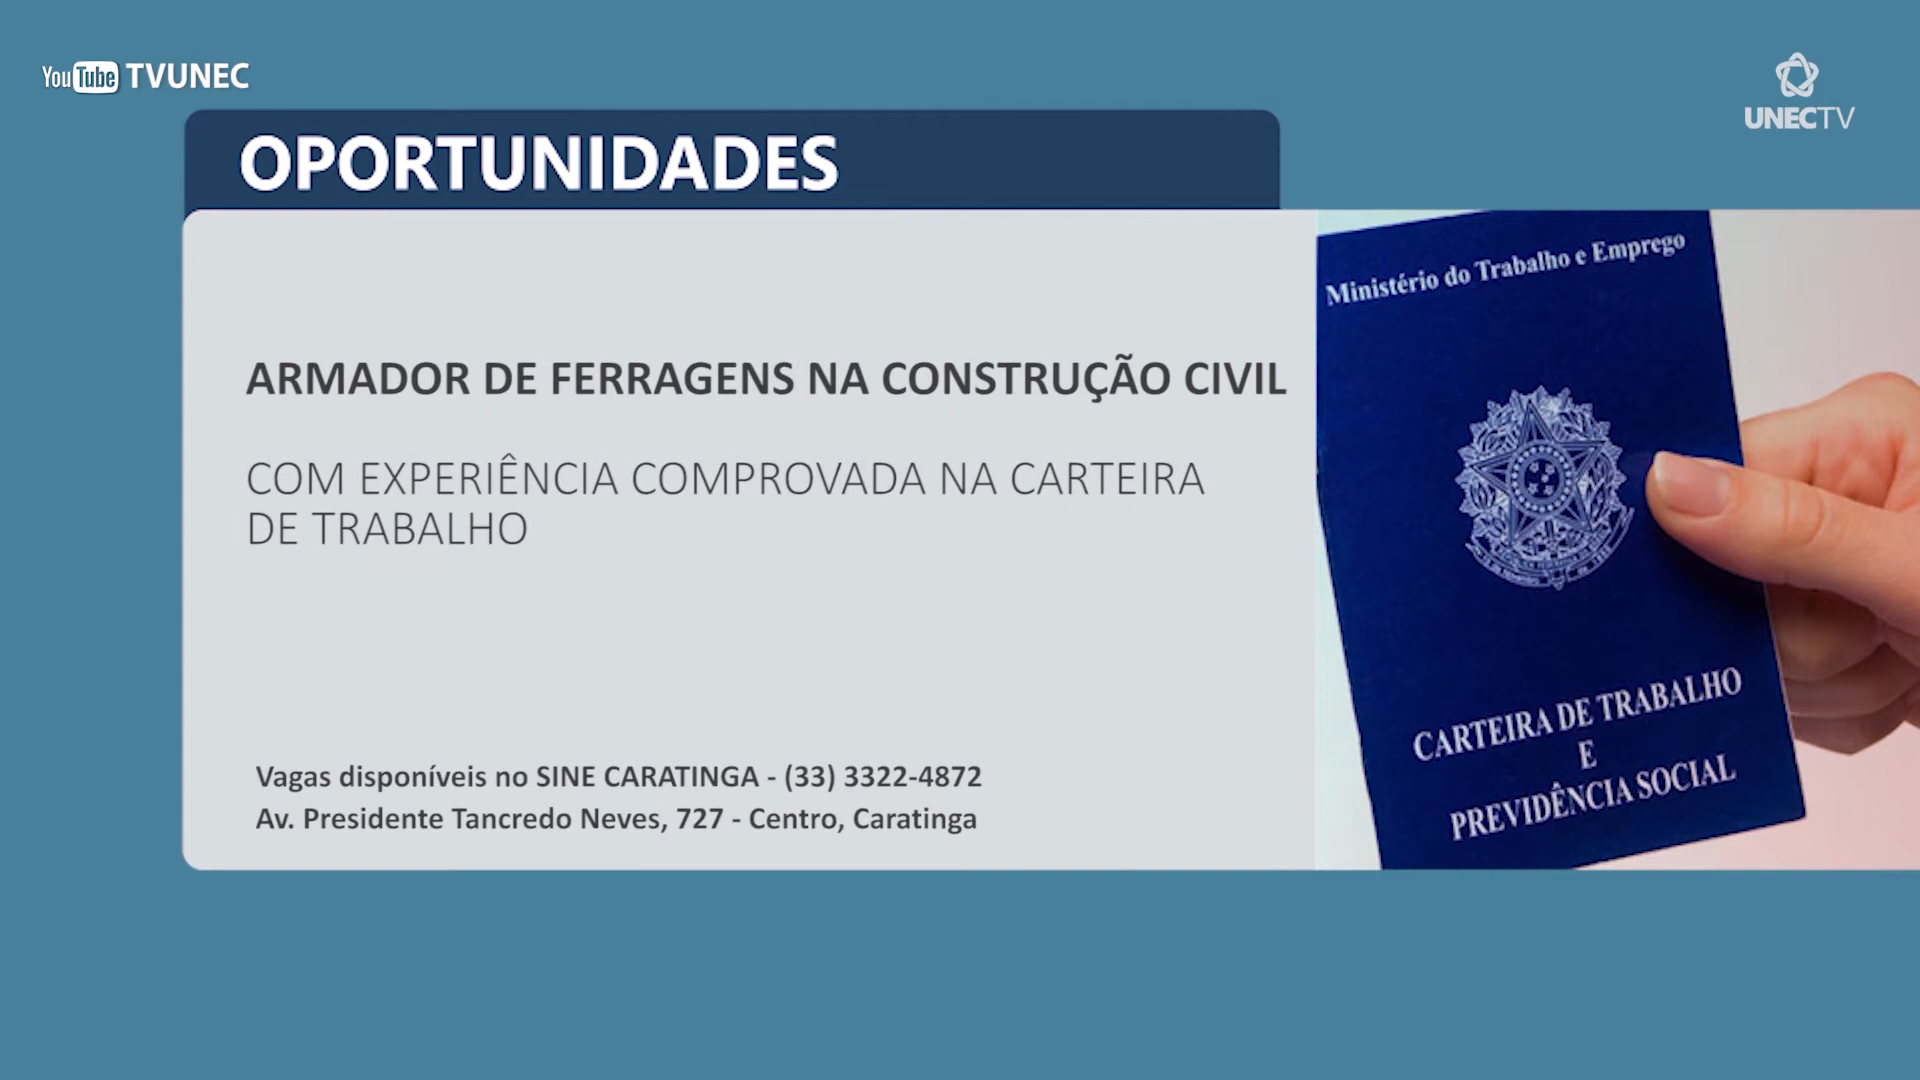 YouTube TVUNEC
UNECTV
OPORTUNIDADES
ARMADOR DE FERRAGENS NA CONSTRUÇÃO CIVIL
COM EXPERIÊNCIA COMPROVADA NA CARTEIRA
DE TRABALHO
Vagas disponíveis no SINE CARATINGA - (33) 3322-4872
Av. Presidente Tancredo Neves, 727 - Centro, Caratinga
Ministério do Trabalho e Emprego
CARTEIRA DE TRABALHO
E
PREVIDÊNCIA SOCIAL